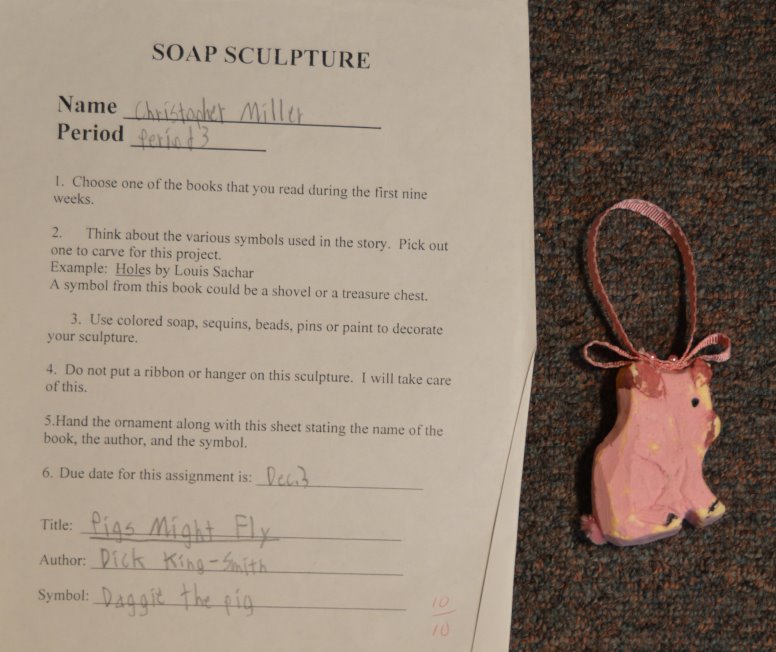 SOAP SCULPTURE
Name Christopher Miller
Period Period 3
1. Choose one of the books that you read during the first nine
weeks.
2. Think about the various symbols used in the story. Pick out
one to carve for this project.
Example: Holes by Louis Sachar
A symbol from this book could be a shovel or a treasure chest.
3. Use colored soap, sequins, beads, pins or paint to decorate
your sculpture.
4. Do not put a ribbon or hanger on this sculpture. I will take care
of this.
5.Hand the ornament along with this sheet stating the name of the
book, the author, and the symbol.
6. Due date for this assignment is: Dec. 3
Title: Pigs Might Fly
Author: Dick King-Smith
Symbol: Daggie the pig
10
10